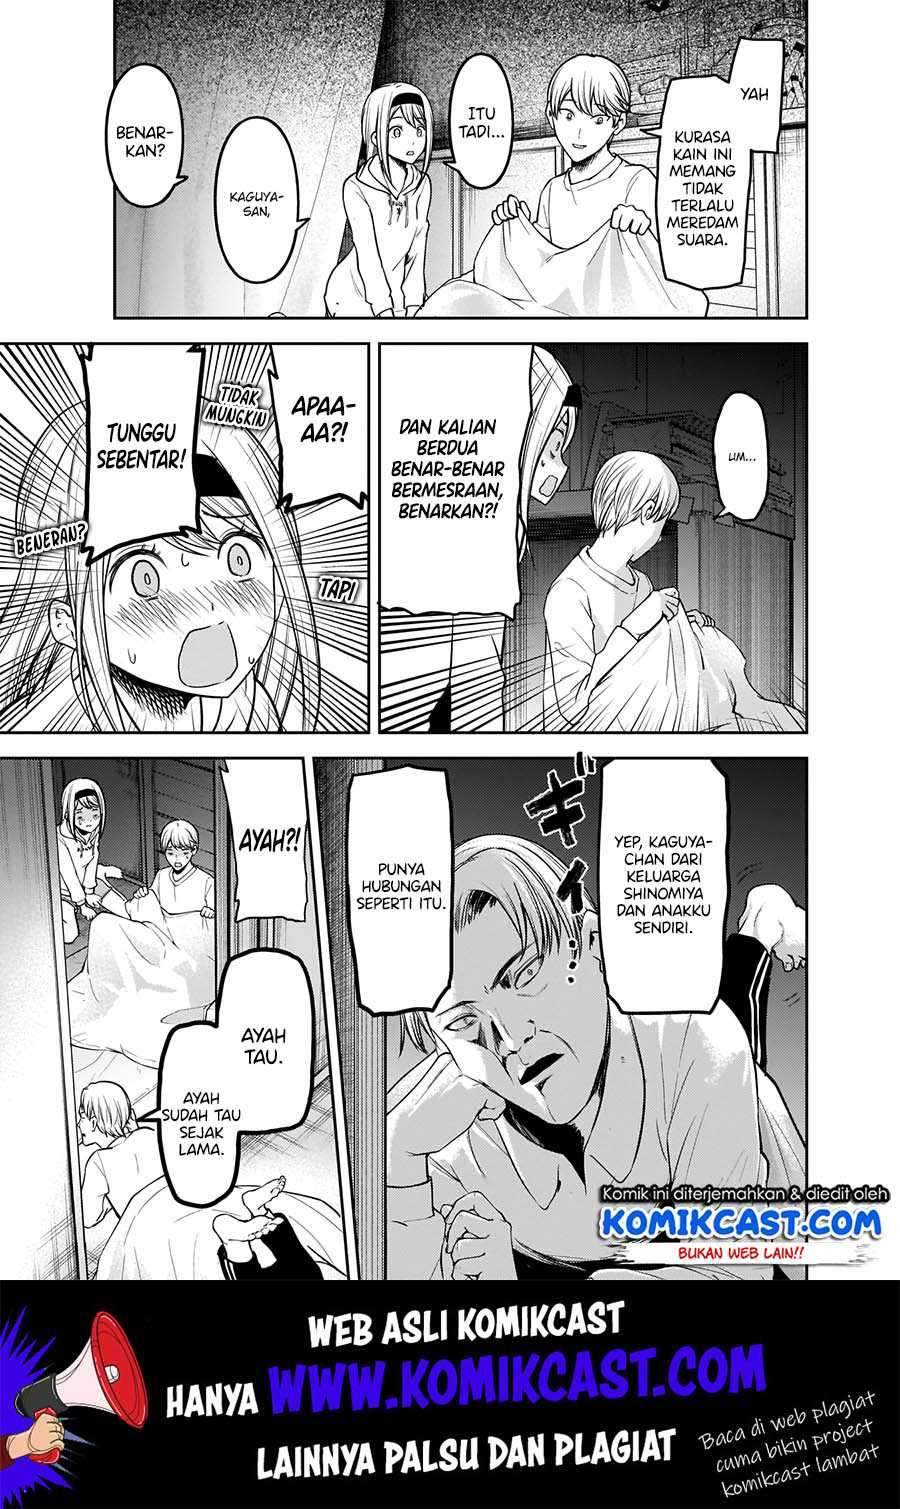 YAH
KURASA
KAIN INI
MEMANG
TIDAK
TERLALU
MEREDAM
SUARA.
ITU
TADI...
KAGUYA-
SAN,
BENAR-
KAN?
UM...
DAN KALIAN
BERDUA
BENAR-BENAR
BERMESRAAN,
BENARKAN?!
APAA-
AA?!
TIDAK
MUNGKIN
TUNGGU
SEBENTAR!
BENERAN?
TAPI
YEP, KAGUYA-
CHAN DARI
KELUARGA
SHINOMIYA
DAN ANAKKU
SENDIRI.
ギギ...
PUNYA
HUBUNGAN
SEPERTI ITU.
AYAH?!
AYAH
TAU.
AYAH
SUDAH TAU
SEJAK
LAMA.
Komik ini diterjemahkan & diedit oleh
KOMIKCAST.COM
BUKAN WEB LAIN!!
WEB ASLI KOMIKCAST
HANYA WWW.KOMIKCAST.COM
LAINNYA PALSU DAN PLAGIAT
Baca di web plagiat
cuma bikin project
komikcast lambat